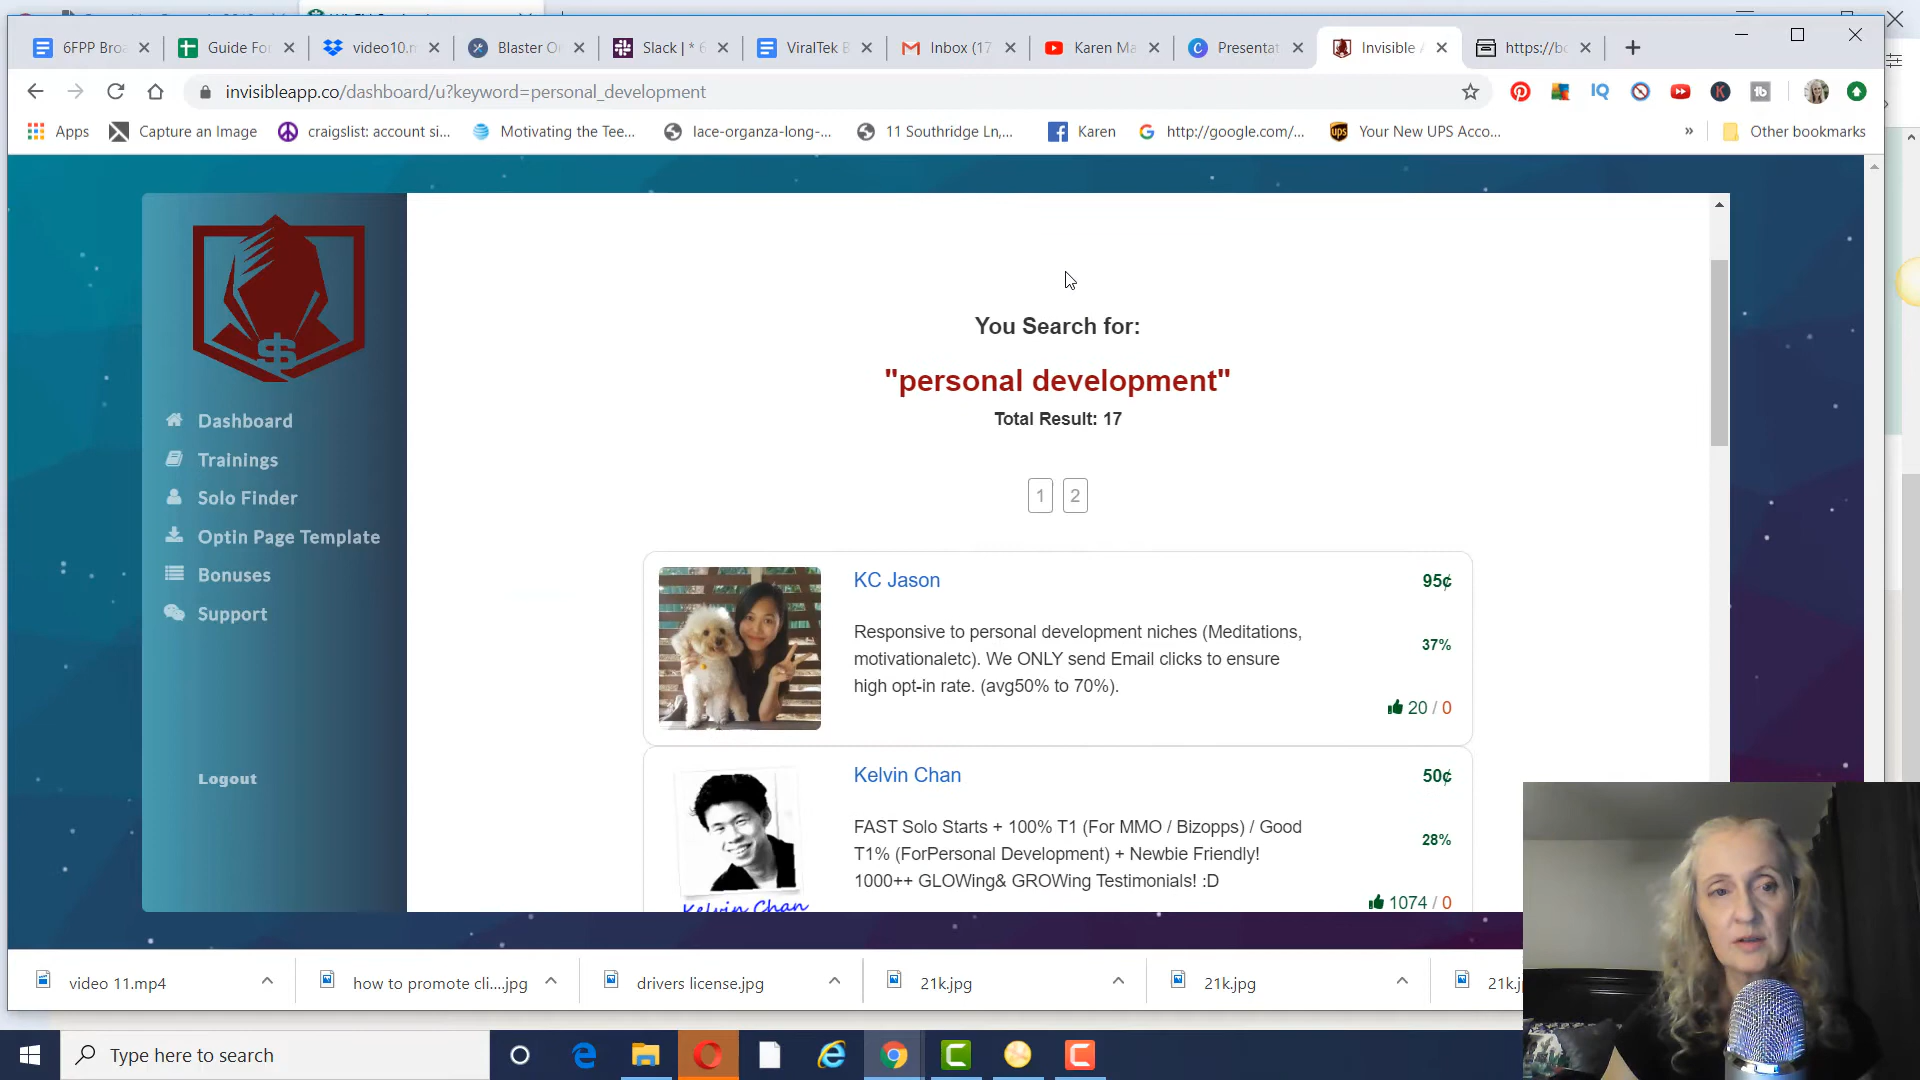 6FPP Bro
Guide Fo
video10.m
Blaster O
Slack | * 6
ViralTek B
Inbox (17
Karen Ma
Presentat
Invisible A
https://bo
invisibleapp.co/dashboard/u?keyword=personal_development
Apps
Capture an Image
craigslist: account si...
Motivating the Tee...
lace-organza-long-...
11 Southridge Ln,...
Karen
http://google.com/...
Your New UPS Acco...
»
Other bookmarks
Dashboard
Trainings
Solo Finder
Optin Page Template
Bonuses
Support
Logout
You Search for:
"personal development"
Total Result: 17
1 2
KC Jason
95¢
Responsive to personal development niches (Meditations,
motivationaletc). We ONLY send Email clicks to ensure
high opt-in rate. (avg50% to 70%).
37%
20 / 0
Kelvin Chan
50¢
FAST Solo Starts + 100% T1 (For MMO / Bizopps) / Good
T1% (ForPersonal Development) + Newbie Friendly!
1000++ GLOWing& GROWing Testimonials! :D
28%
1074 / 0
Kelvin Chan
video 11.mp4
how to promote cli....jpg
drivers license.jpg
21k.jpg
21k.jpg
21k.j
Type here to search